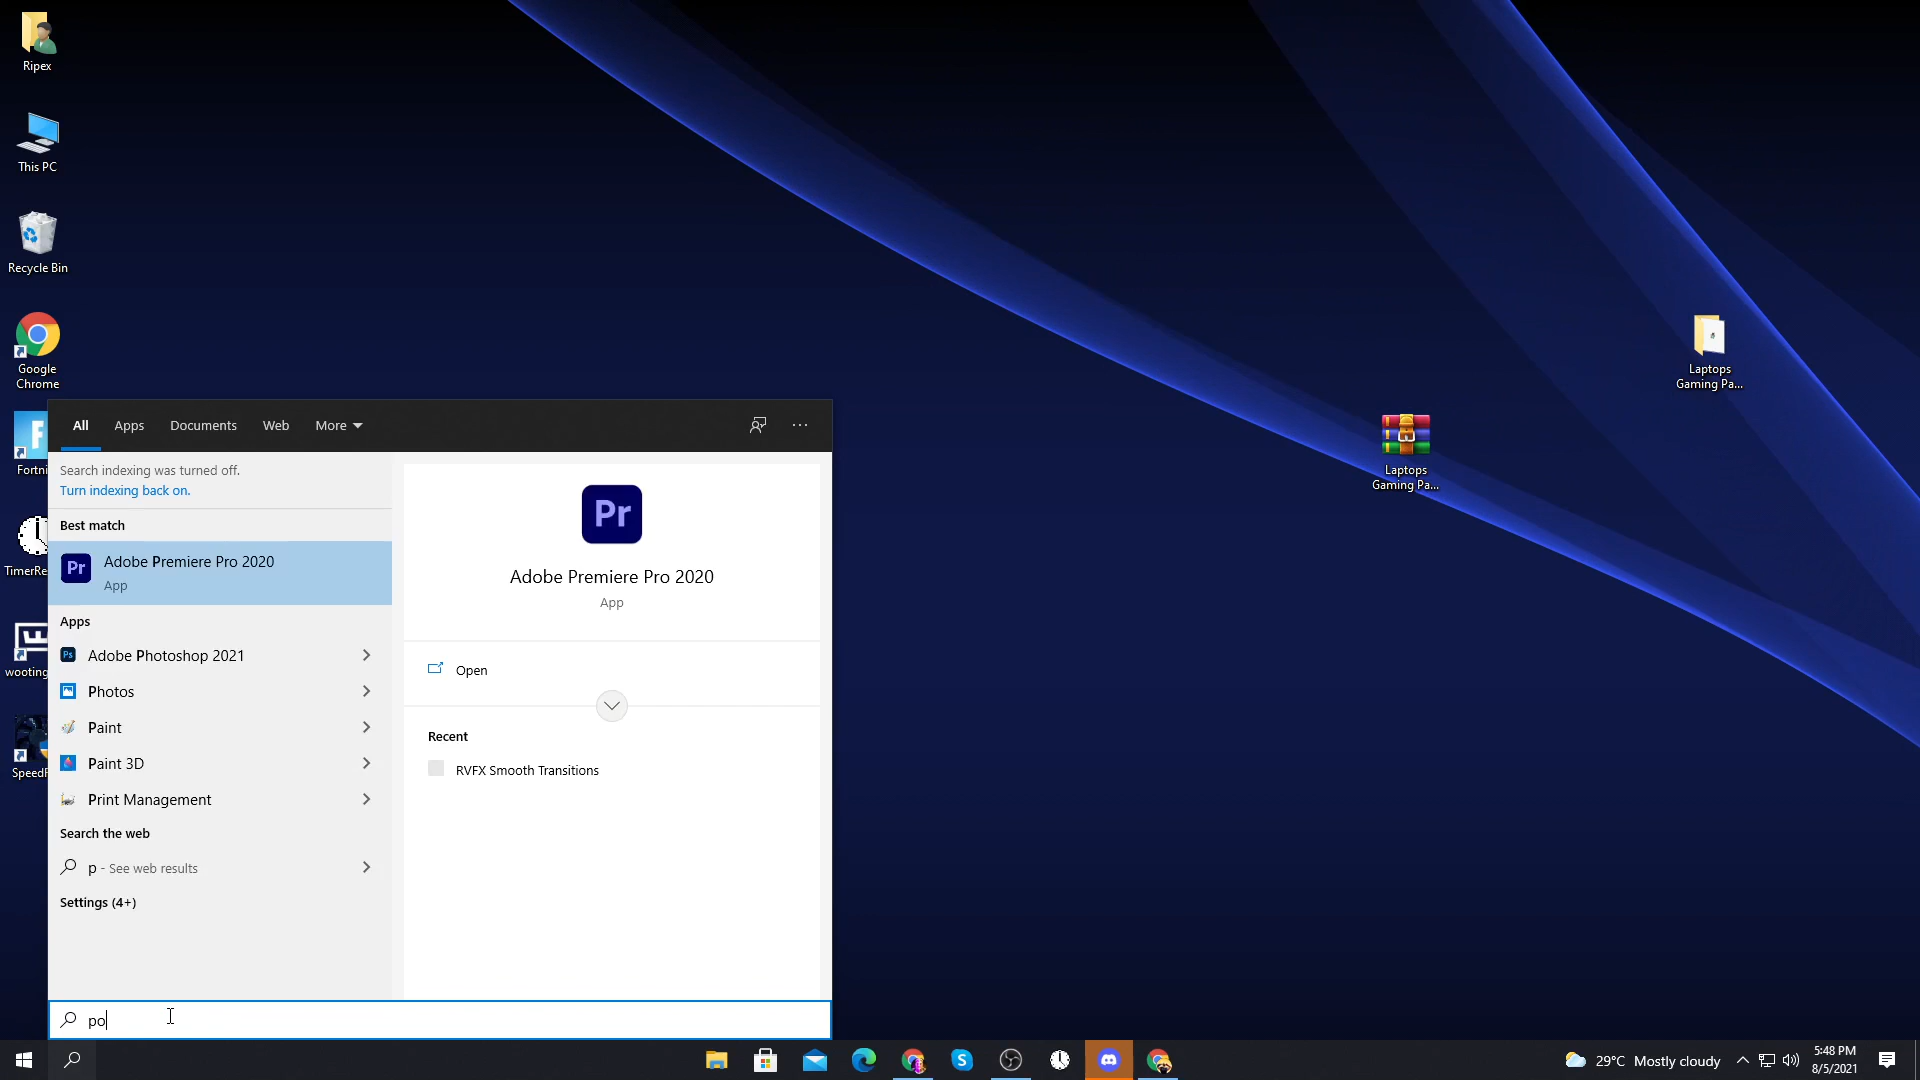 Ripex
This PC
Recycle Bin
Google
Chrome
Fortni
TimerRe
wooting
SpeedF
All
Apps
Documents
Web
More
Search indexing was turned off.
Turn indexing back on.
Best match
Pr
Adobe Premiere Pro 2020
App
Apps
Ps
Adobe Photoshop 2021
Photos
Paint
Paint 3D
Print Management
Search the web
p - See web results
Settings (4+)
Pr
Adobe Premiere Pro 2020
App
Open
Recent
RVFX Smooth Transitions
po
Laptops
Gaming Pa...
Laptops
Gaming Pa...
29°C Mostly cloudy
5:48 PM
8/5/2021